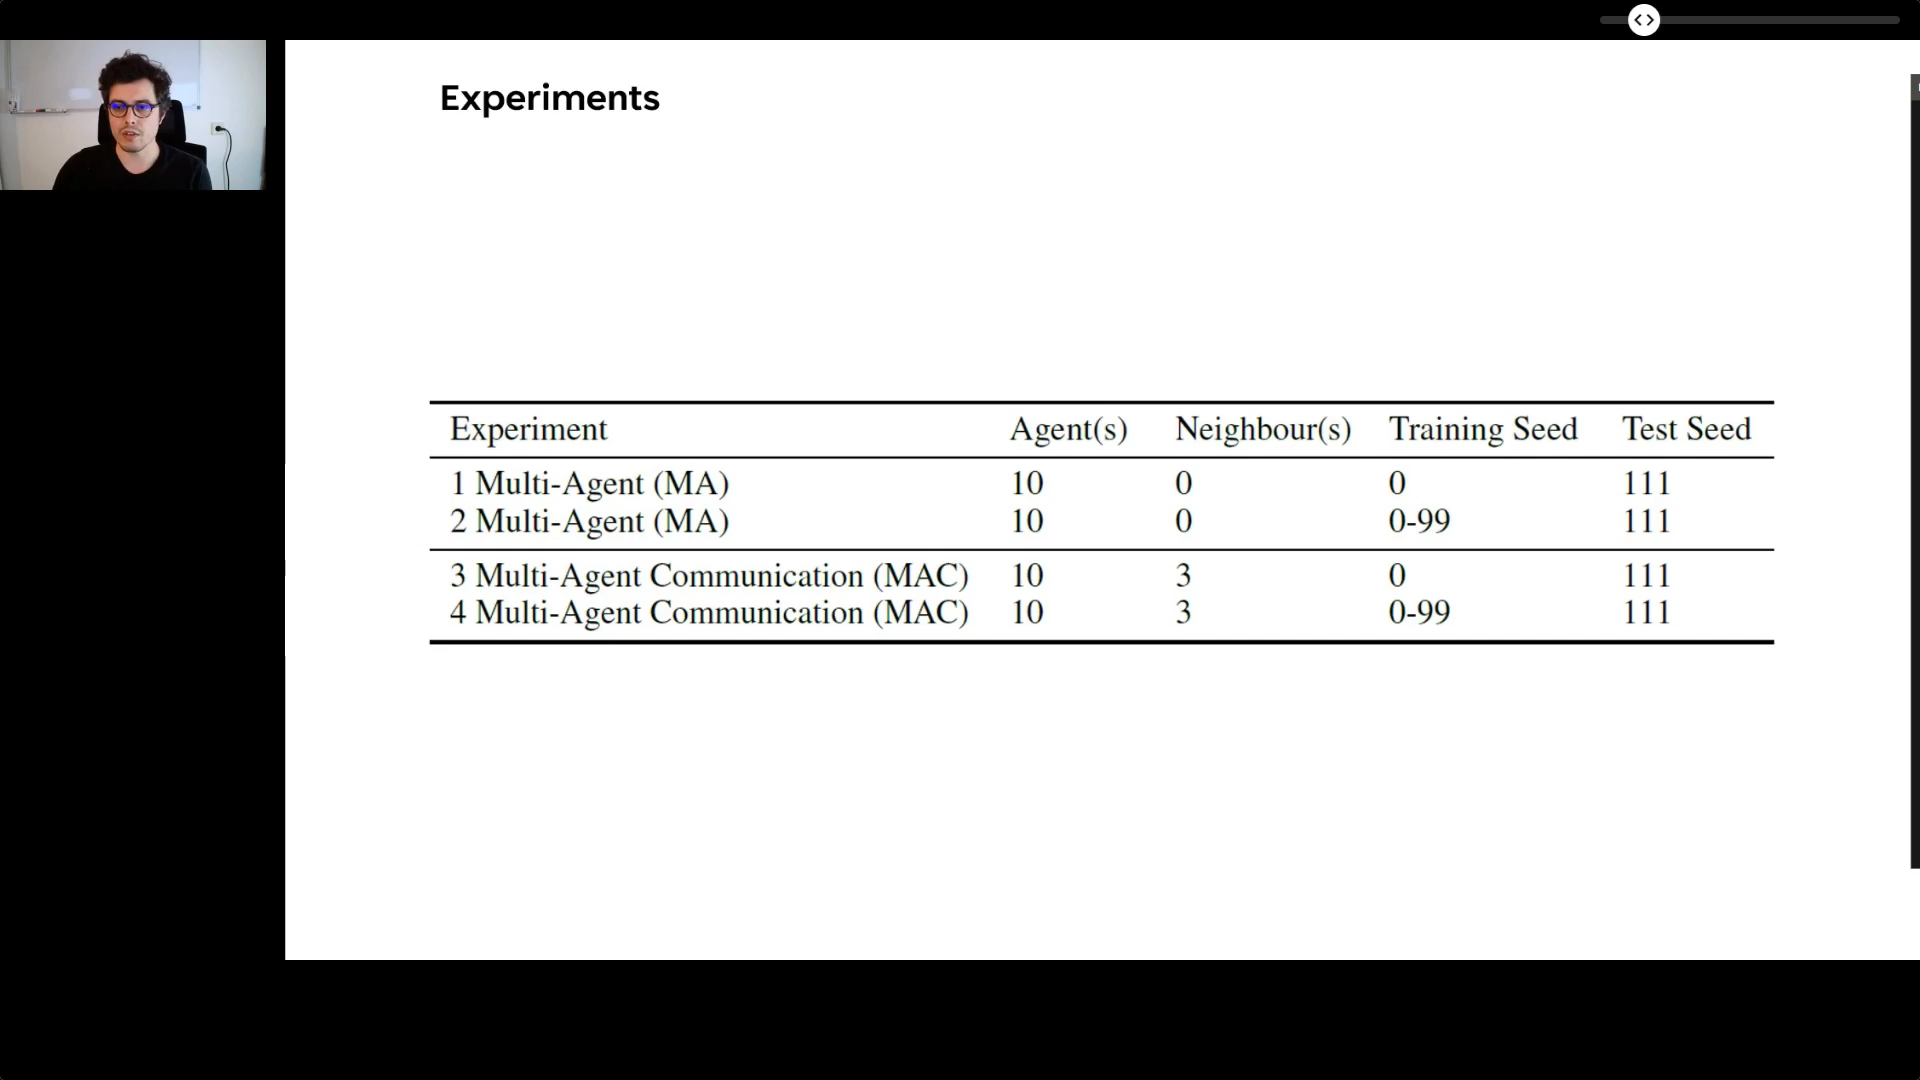 Experiments
Experiment Agent(s) Neighbour(s) Training Seed Test Seed
1 Multi-Agent (MA) 10 0 0 111
2 Multi-Agent (MA) 10 0 0-99 111
3 Multi-Agent Communication (MAC) 10 3 0 111
4 Multi-Agent Communication (MAC) 10 3 0-99 111